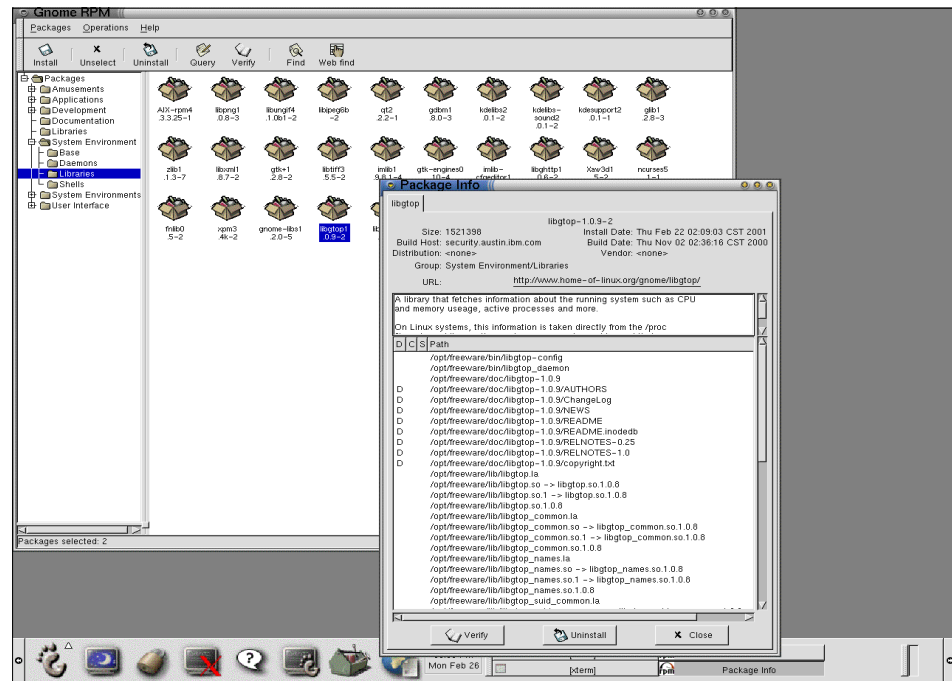 Gnome RPM
Packages Operations Help
Install Unselect Uninstall Query Verify Find Web find
Packages
Amusements
Applications
Development
Documentation
Libraries
System Environment
Base
Daemons
Libraries
Shells
System Environments
User Interface
AIX-rpm4 libpng1 libungif4 libjpeg6b qt2 gdbm1 kdelibs2 kdelibs- kdesupport2 glib1
.3.3.25-1 .0.8-3 .1.0b1-2 -2 .2.2-1 .8.0-3 .0.1-2 sound2 .0.1-1 .2.8-3
.0.1-2
zlib1 libxml1 gtk+1 libtiff3 imlib1 gtk-engines0 imlib- libghttp1 Xaw3d1 ncurses5
.1.3-7 .8.7-2 .2.8-2 .5.5-2
fnlib0 xpm3 gnome-libs1 libgtop1
.5-2 .4k-2 .2.0-5 .0.9-2
Packages selected: 2
Package Info
libgtop
libgtop-1.0.9-2
Size: 1521398 Install Date: Thu Feb 22 02:09:03 CST 2001
Build Host: security.austin.ibm.com Build Date: Thu Nov 02 02:36:16 CST 2000
Distribution: <none> Vendor: <none>
Group: System Environment/Libraries
URL: http://www.home-of-linux.org/gnome/libgtop/
A library that fetches information about the running system such as CPU
and memory useage, active processes and more.
On Linux systems, this information is taken directly from the /proc
D C S Path
/opt/freeware/bin/libgtop-config
/opt/freeware/bin/libgtop_daemon
/opt/freeware/doc/libgtop-1.0.9
D /opt/freeware/doc/libgtop-1.0.9/AUTHORS
D /opt/freeware/doc/libgtop-1.0.9/ChangeLog
D /opt/freeware/doc/libgtop-1.0.9/NEWS
D /opt/freeware/doc/libgtop-1.0.9/README
D /opt/freeware/doc/libgtop-1.0.9/README.inodedb
D /opt/freeware/doc/libgtop-1.0.9/RELNOTES-0.25
D /opt/freeware/doc/libgtop-1.0.9/RELNOTES-1.0
D /opt/freeware/doc/libgtop-1.0.9/copyright.txt
/opt/freeware/lib/libgtop.la
/opt/freeware/lib/libgtop.so -> libgtop.so.1.0.8
/opt/freeware/lib/libgtop.so.1 -> libgtop.so.1.0.8
/opt/freeware/lib/libgtop.so.1.0.8
/opt/freeware/lib/libgtop_common.la
/opt/freeware/lib/libgtop_common.so -> libgtop_common.so.1.0.8
/opt/freeware/lib/libgtop_common.so.1 -> libgtop_common.so.1.0.8
/opt/freeware/lib/libgtop_common.so.1.0.8
/opt/freeware/lib/libgtop_names.la
/opt/freeware/lib/libgtop_names.so -> libgtop_names.so.1.0.8
/opt/freeware/lib/libgtop_names.so.1 -> libgtop_names.so.1.0.8
/opt/freeware/lib/libgtop_names.so.1.0.8
/opt/freeware/lib/libgtop_suid_common.la
Verify Uninstall Close
Mon Feb 26 [xterm] rpm Package Info